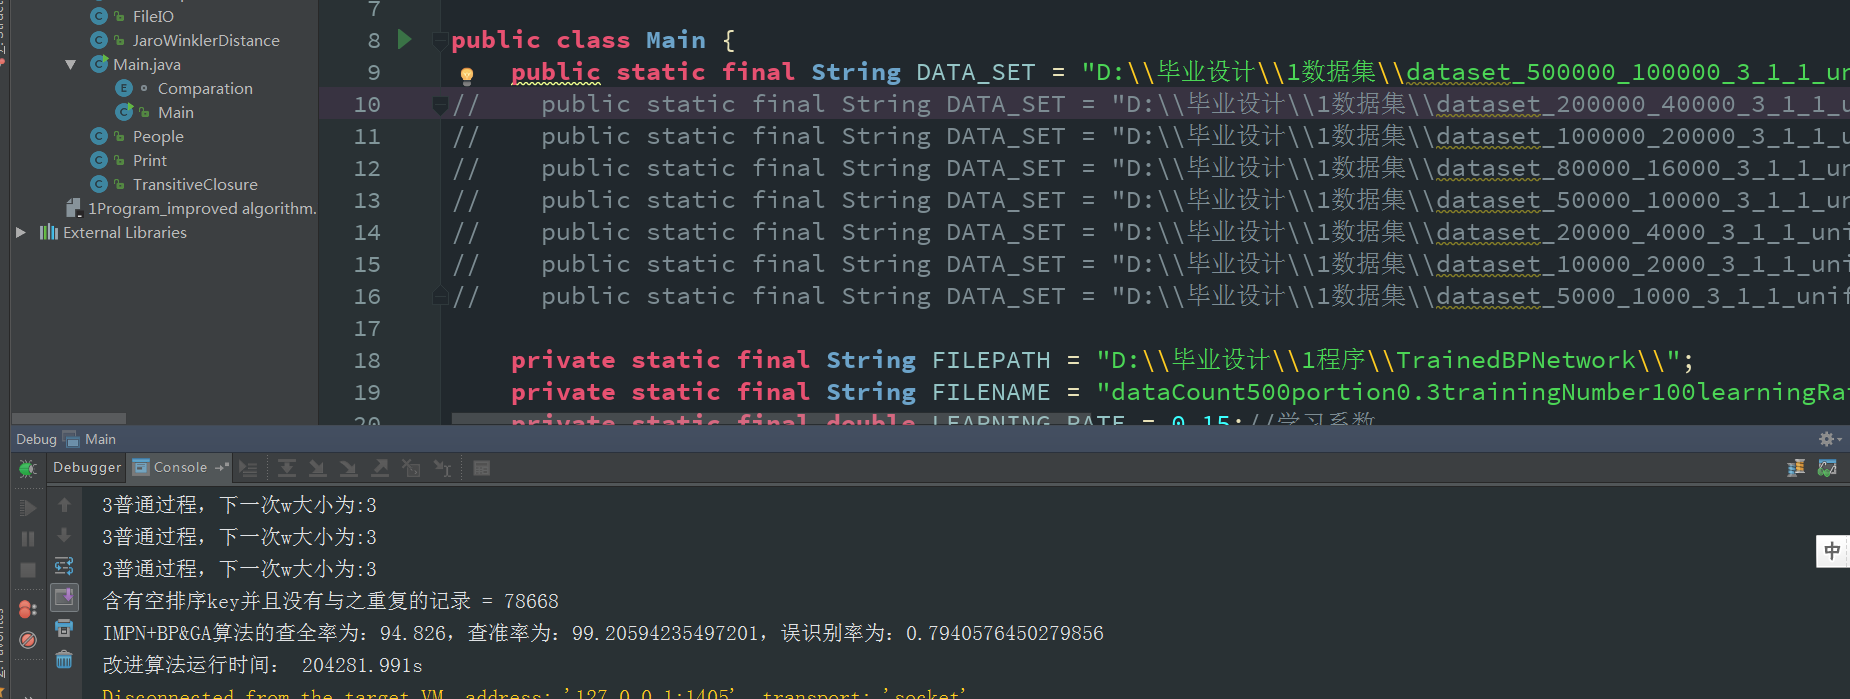 FileIO
JaroWinklerDistance
Main.java
Comparation
Main
People
Print
TransitiveClosure
1Program_improved algorithm.
External Libraries
7
8 public class Main {
9 public static final String DATA_SET = "D:\\毕业设计\\1数据集\\dataset_500000_100000_3_1_1_un
10 // public static final String DATA_SET = "D:\\毕业设计\\1数据集\\dataset_200000_40000_3_1_1_u
11 // public static final String DATA_SET = "D:\\毕业设计\\1数据集\\dataset_100000_20000_3_1_1_u
12 // public static final String DATA_SET = "D:\\毕业设计\\1数据集\\dataset_80000_16000_3_1_1_un
13 // public static final String DATA_SET = "D:\\毕业设计\\1数据集\\dataset_50000_10000_3_1_1_un
14 // public static final String DATA_SET = "D:\\毕业设计\\1数据集\\dataset_20000_4000_3_1_1_uni
15 // public static final String DATA_SET = "D:\\毕业设计\\1数据集\\dataset_10000_2000_3_1_1_uni
16 // public static final String DATA_SET = "D:\\毕业设计\\1数据集\\dataset_5000_1000_3_1_1_unif
17
18 private static final String FILEPATH = "D:\\毕业设计\\1程序\\TrainedBPNetwork\\";
19 private static final String FILENAME = "dataCount500portion0.3trainingNumber100learningRa
20 private static final double LEARNING_RATE = 0.15;//学习系数
Debug Main
Debugger Console
3普通过程，下一次w大小为:3
3普通过程，下一次w大小为:3
3普通过程，下一次w大小为:3
含有空排序key并且没有与之重复的记录 = 78668
IMPN+BP&GA算法的查全率为：94.826，查准率为：99.20594235497201，误识别率为：0.7940576450279856
改进算法运行时间： 204281.991s
Disconnected from the target VM, address: '127.0.0.1:1405', transport: 'socket'
中